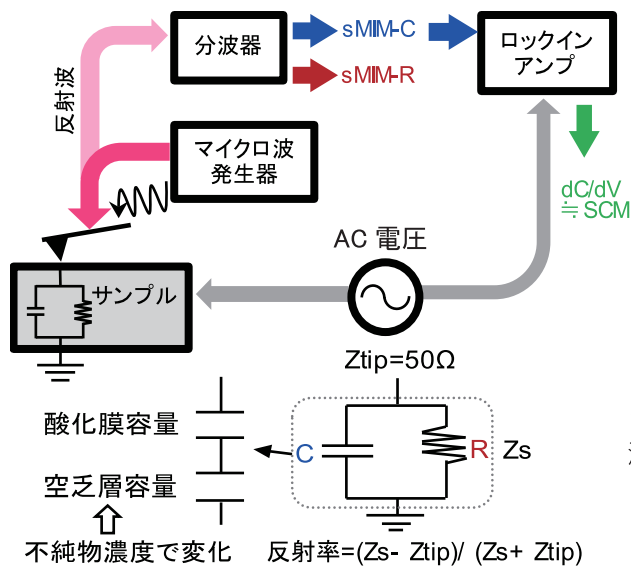 分波器
sMIM-C
sMIM-R
ロックイン
アンプ
反射波
マイクロ波
発生器
dC/dV
≒SCM
AC 電圧
サンプル
Ztip=50Ω
酸化膜容量
空乏層容量
不純物濃度で変化
C
R
Zs
反射率=(Zs- Ztip)/ (Zs+ Ztip)